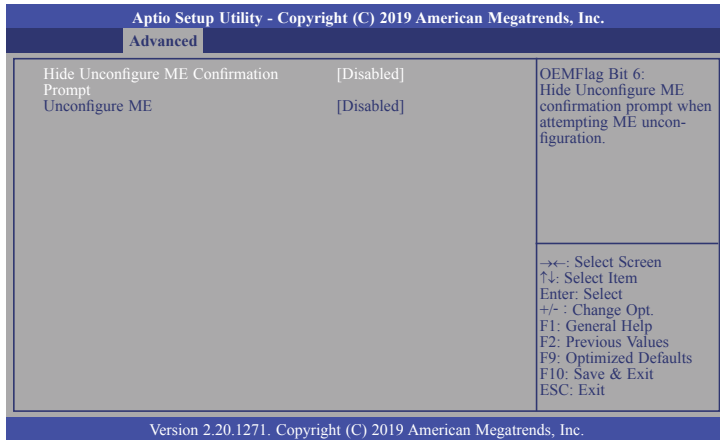 Aptio Setup Utility - Copyright (C) 2019 American Megatrends, Inc.
Advanced
Hide Unconfigure ME Confirmation [Disabled]
Prompt
Unconfigure ME [Disabled]
OEMFlag Bit 6:
Hide Unconfigure ME
confirmation prompt when
attempting ME uncon-
figuration.
→←: Select Screen
↑↓: Select Item
Enter: Select
+/- : Change Opt.
F1: General Help
F2: Previous Values
F9: Optimized Defaults
F10: Save & Exit
ESC: Exit
Version 2.20.1271. Copyright (C) 2019 American Megatrends, Inc.